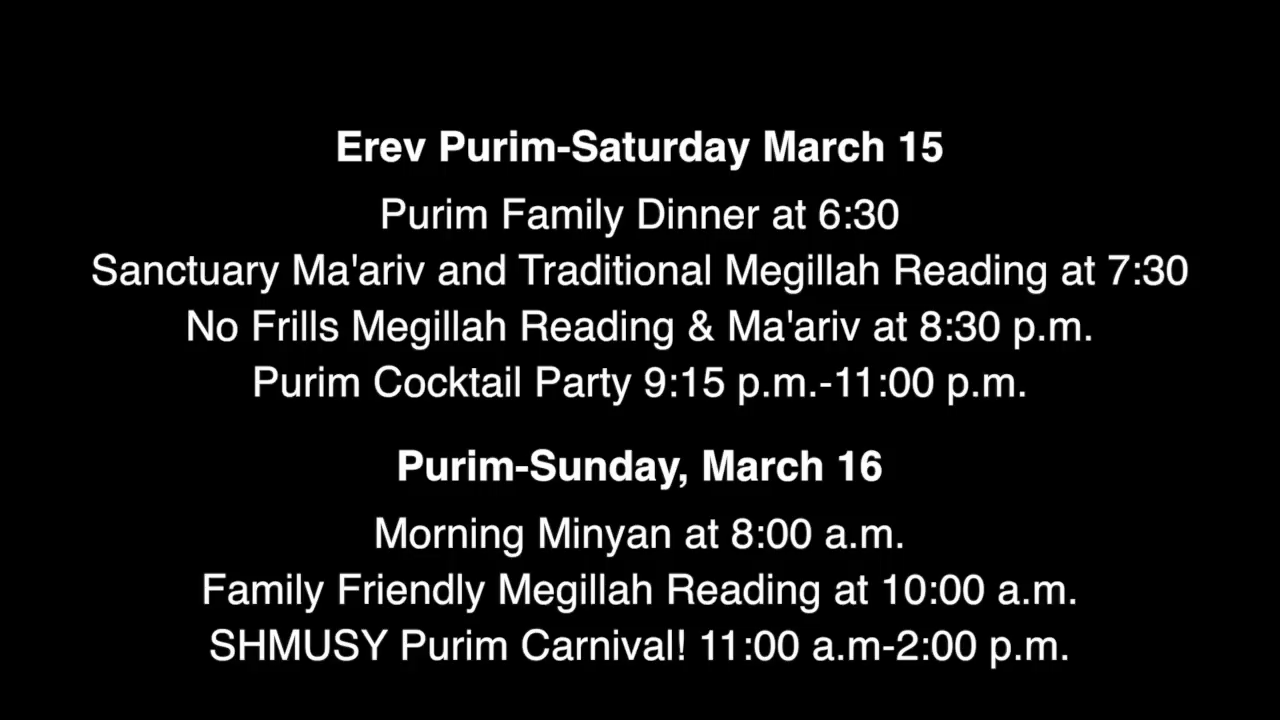 Erev Purim-Saturday March 15
Purim Family Dinner at 6:30
Sanctuary Ma'ariv and Traditional Megillah Reading at 7:30
No Frills Megillah Reading & Ma'ariv at 8:30 p.m.
Purim Cocktail Party 9:15 p.m.-11:00 p.m.
Purim-Sunday, March 16
Morning Minyan at 8:00 a.m.
Family Friendly Megillah Reading at 10:00 a.m.
SHMUSY Purim Carnival! 11:00 a.m-2:00 p.m.